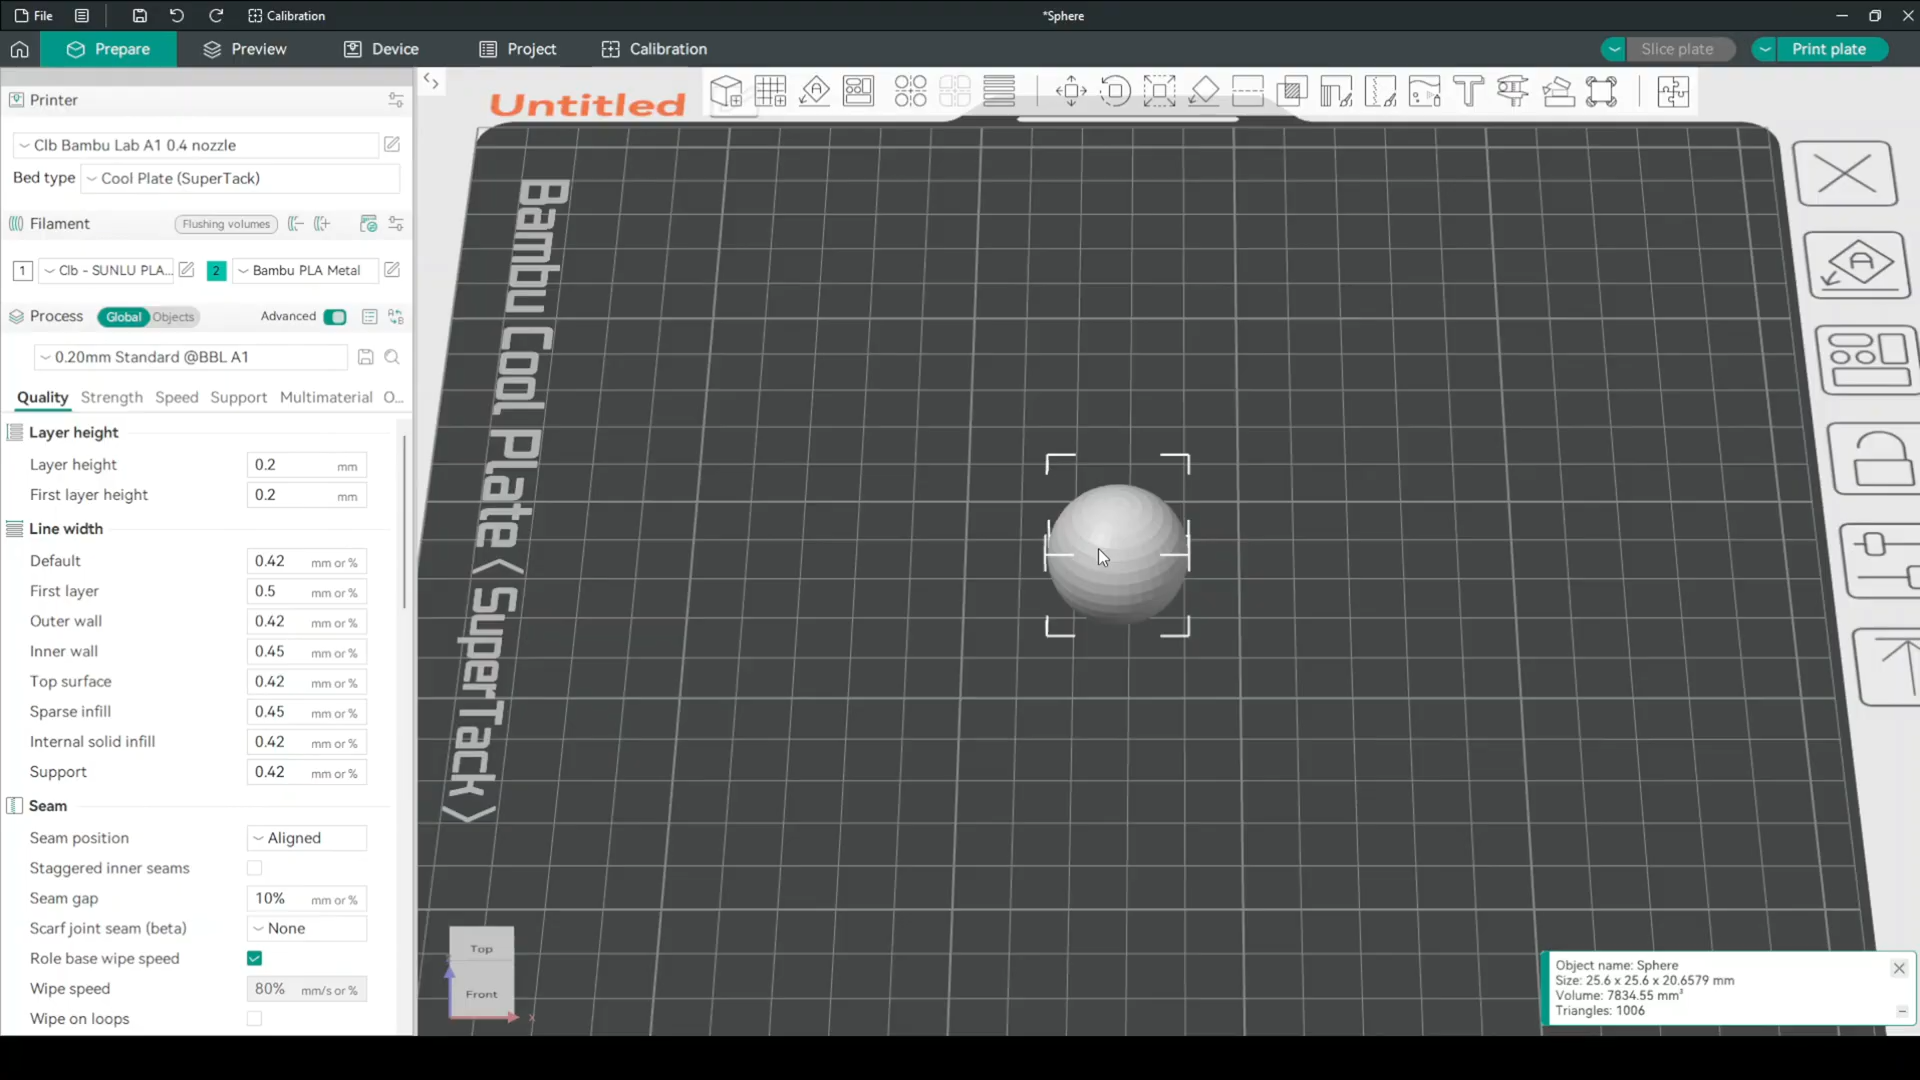 File
Calibration
*Sphere
Prepare
Preview
Device
Project
Calibration
Slice plate
Print plate
Printer
Clb Bambu Lab A1 0.4 nozzle
Bed type
Cool Plate (SuperTack)
Filament
Flushing volumes
1
Clb - SUNLU PLA...
2
Bambu PLA Metal
Process
Global
Objects
Advanced
0.20mm Standard @BBL A1
Quality
Strength
Speed
Support
Multimaterial
O...
Layer height
Layer height 0.2 mm
First layer height 0.2 mm
Line width
Default 0.42 mm or %
First layer 0.5 mm or %
Outer wall 0.42 mm or %
Inner wall 0.45 mm or %
Top surface 0.42 mm or %
Sparse infill 0.45 mm or %
Internal solid infill 0.42 mm or %
Support 0.42 mm or %
Seam
Seam position Aligned
Staggered inner seams
Seam gap 10% mm or %
Scarf joint seam (beta) None
Role base wipe speed
Wipe speed 80% mm/s or %
Wipe on loops
Untitled
Bambu Cool Plate < SuperTack >
Top
Front
x
Object name: Sphere
Size: 25.6 x 25.6 x 20.6579 mm
Volume: 7834.55 mm³
Triangles: 1006